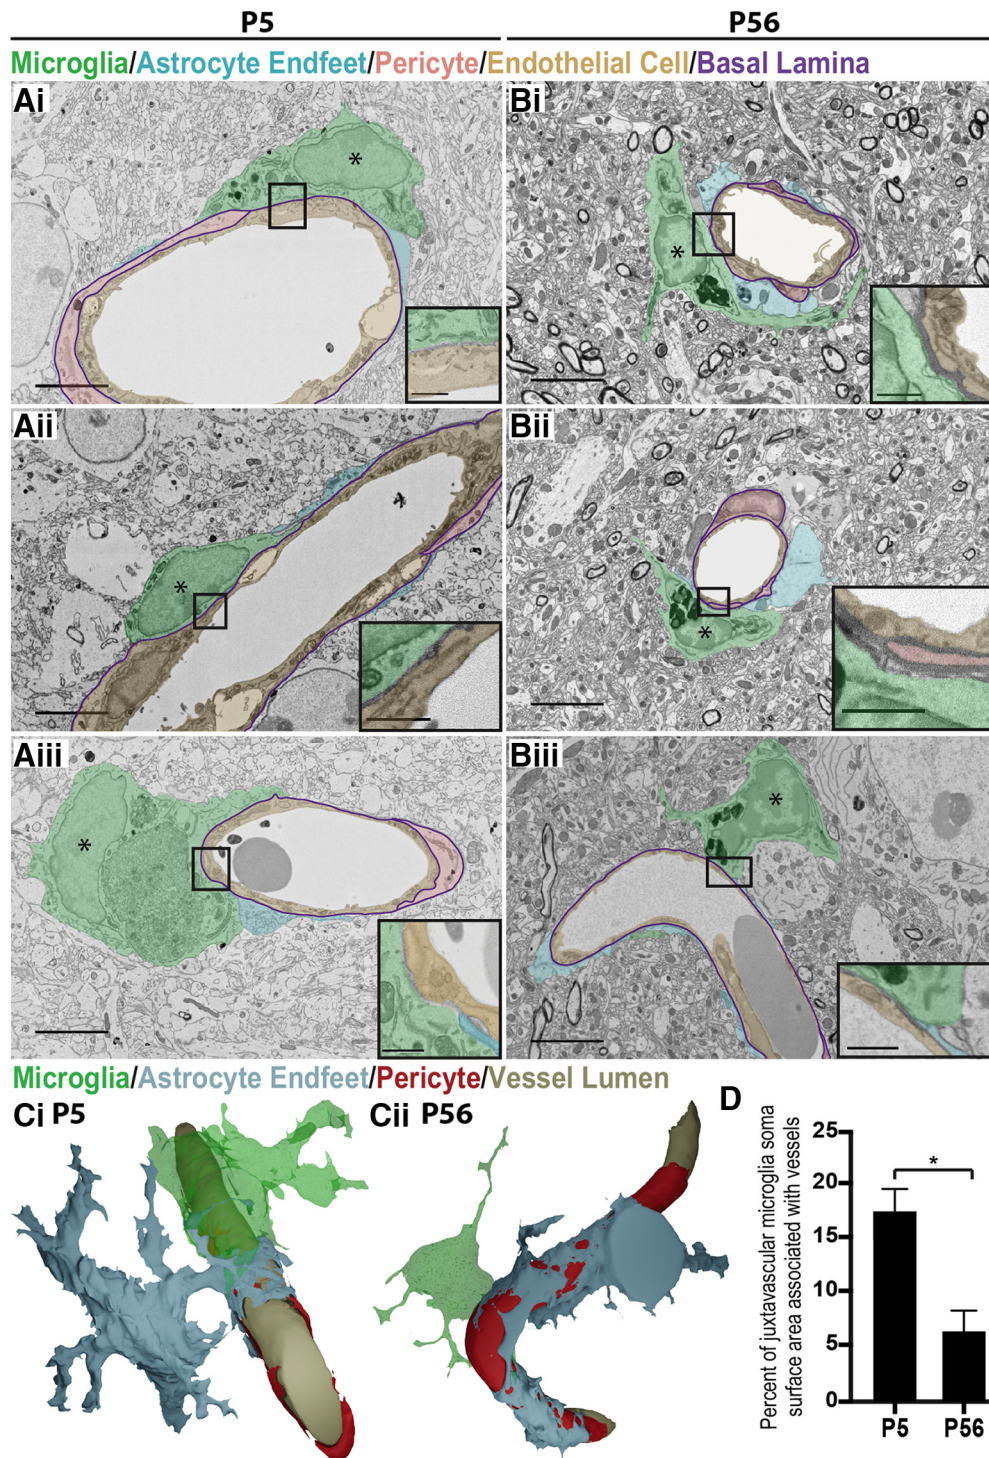 P5 P56
Microglia/Astrocyte Endfeet/Pericyte/Endothelial Cell/Basal Lamina
Ai
*
Bi
*
Aii
*
Bii
*
Aiii
*
Biii
*
Microglia/Astrocyte Endfeet/Pericyte/Vessel Lumen
Ci P5
Cii P56
D
Percent of juxtavascular microglia soma
surface area associated with vessels
25
20
15
10
5
0
*
P5 P56